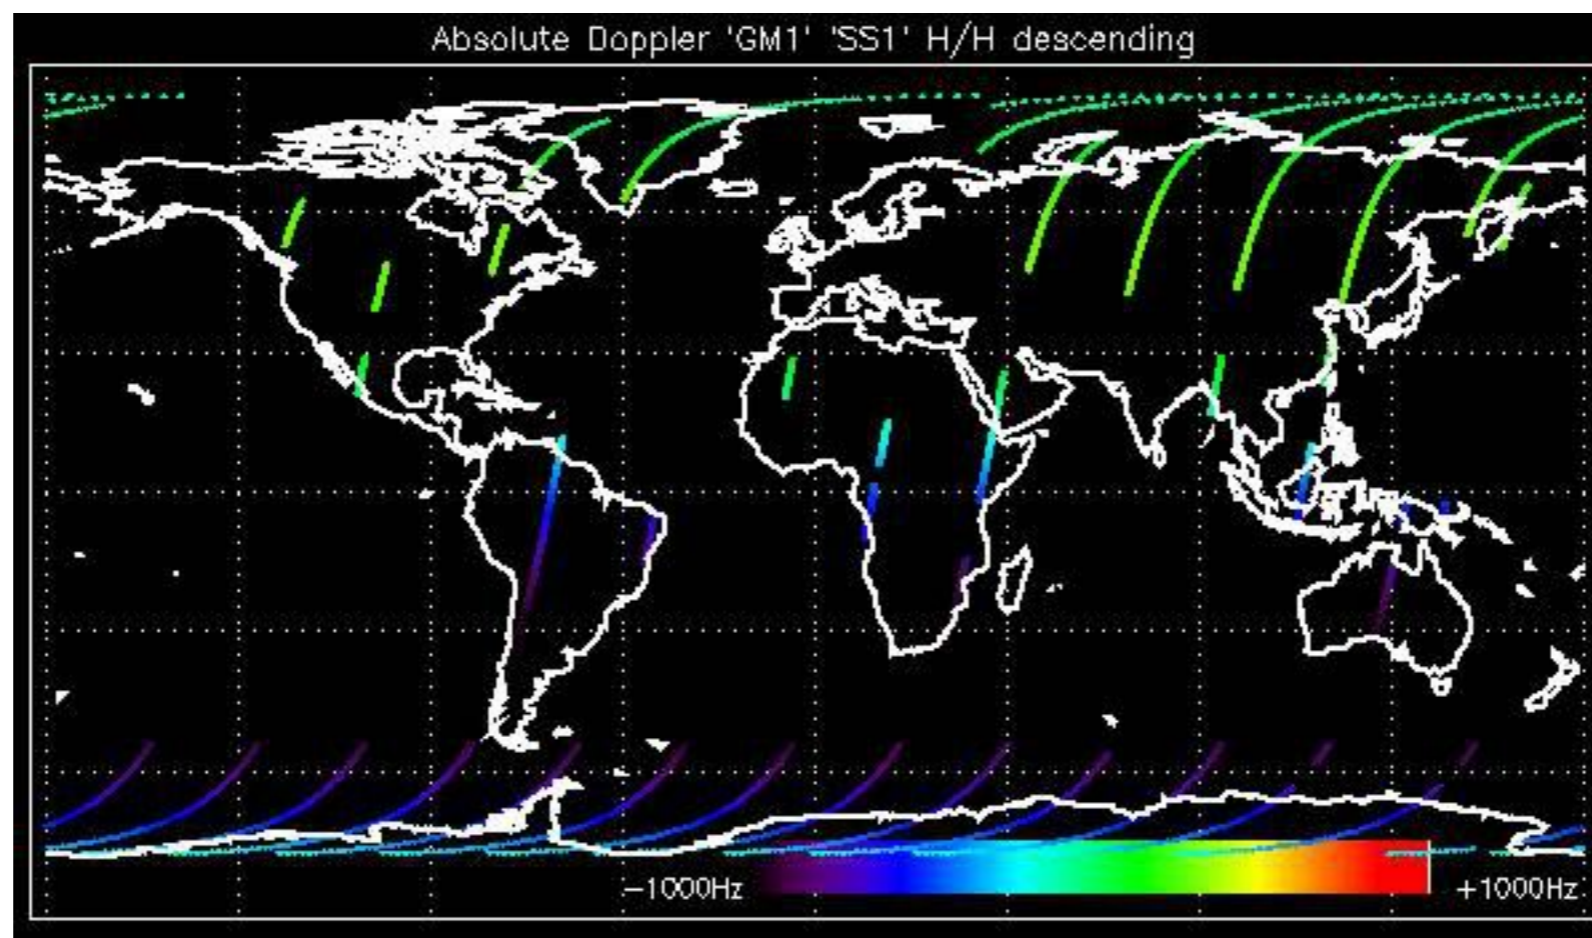 Absolute Doppler 'GM1' 'SS1' H/H descending
−1000Hz
+1000Hz